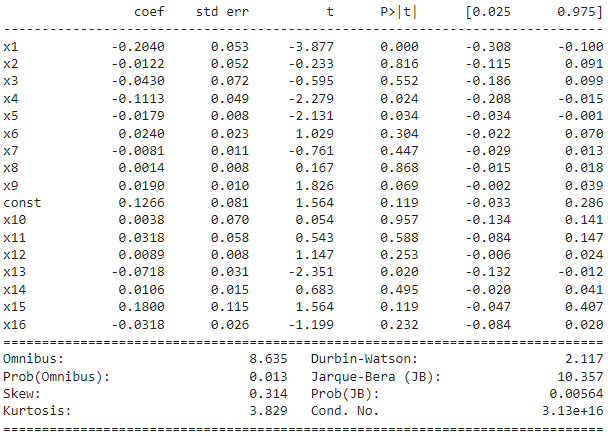 coef std err t P>|t| [0.025 0.975]
------------------------------------------------------------------------------
x1 -0.2040 0.053 -3.877 0.000 -0.308 -0.100
x2 -0.0122 0.052 -0.233 0.816 -0.115 0.091
x3 -0.0430 0.072 -0.595 0.552 -0.186 0.099
x4 -0.1113 0.049 -2.279 0.024 -0.208 -0.015
x5 -0.0179 0.008 -2.131 0.034 -0.034 -0.001
x6 0.0240 0.023 1.029 0.304 -0.022 0.070
x7 -0.0081 0.011 -0.761 0.447 -0.029 0.013
x8 0.0014 0.008 0.167 0.868 -0.015 0.018
x9 0.0190 0.010 1.826 0.069 -0.002 0.039
const 0.1266 0.081 1.564 0.119 -0.033 0.286
x10 0.0038 0.070 0.054 0.957 -0.134 0.141
x11 0.0318 0.058 0.543 0.588 -0.084 0.147
x12 0.0089 0.008 1.147 0.253 -0.006 0.024
x13 -0.0718 0.031 -2.351 0.020 -0.132 -0.012
x14 0.0106 0.015 0.683 0.495 -0.020 0.041
x15 0.1800 0.115 1.564 0.119 -0.047 0.407
x16 -0.0318 0.026 -1.199 0.232 -0.084 0.020
==============================================================================
Omnibus: 8.635 Durbin-Watson: 2.117
Prob(Omnibus): 0.013 Jarque-Bera (JB): 10.357
Skew: 0.314 Prob(JB): 0.00564
Kurtosis: 3.829 Cond. No. 3.13e+16
==============================================================================